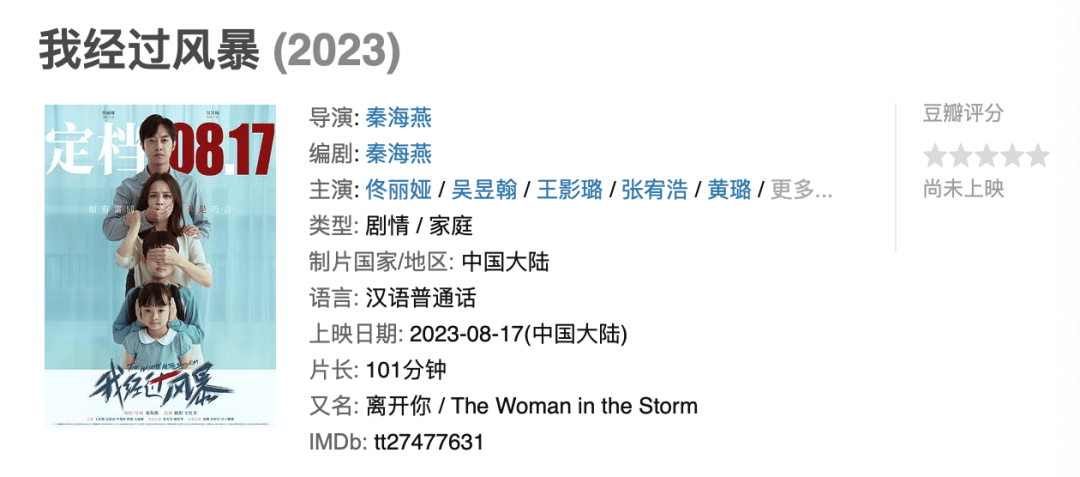 我经过风暴 (2023)
定档08.17
导演: 秦海燕
编剧: 秦海燕
主演: 佟丽娅 / 吴昱翰 / 王影璐 / 张宥浩 / 黄璐 / 更多...
类型: 剧情 / 家庭
制片国家/地区: 中国大陆
语言: 汉语普通话
上映日期: 2023-08-17(中国大陆)
片长: 101分钟
又名: 离开你 / The Woman in the Storm
IMDb: tt27477631
我经过风暴
豆瓣评分
尚未上映